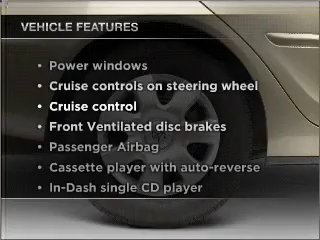 VEHICLE FEATURES
• Power windows
• Cruise controls on steering wheel
• Cruise control
• Front Ventilated disc brakes
• Passenger Airbag
• Cassette player with auto-reverse
• In-Dash single CD player